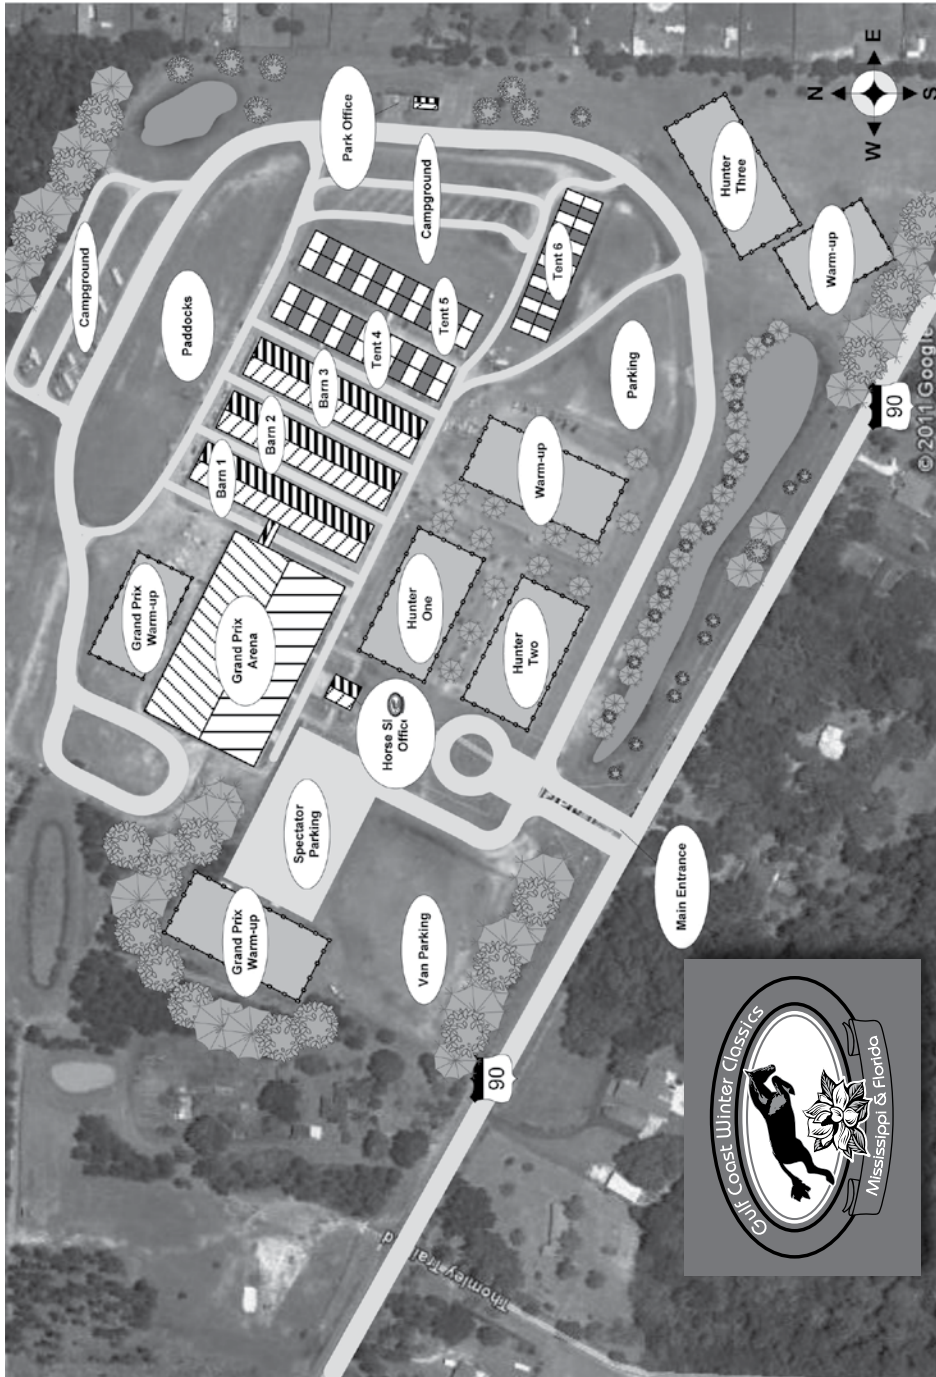 Campground
Paddocks
Park Office
Campground
Grand Prix
Warm-up
Barn 1
Barn 2
Barn 3
Tent 4
Tent 5
Tent 6
Grand Prix
Arena
Grand Prix
Warm-up
Spectator
Parking
Horse
Hunter
One
Hunter
Two
Warm-up
Parking
Van Parking
Hunter
Three
Warm-up
Main Entrance
90
90
N
W
E
S
© 2011 Google
Gulf Coast Winter Classics
Mississippi & Florida